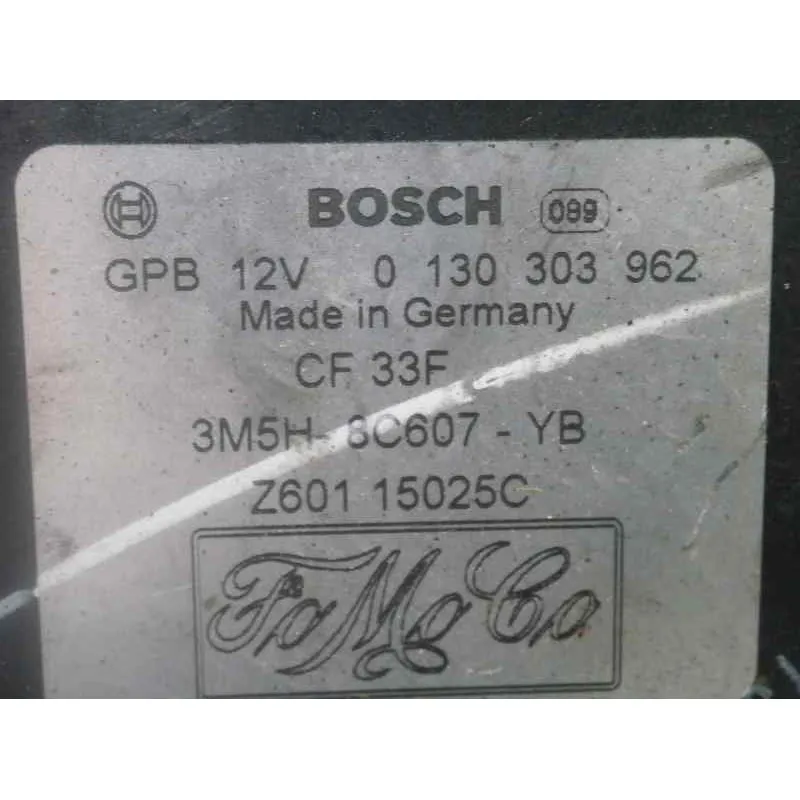 BOSCH 099
GPB 12V 0 130 303 962
Made in Germany
CF 33F
3M5H-8C607-YB
Z601 15025C
FoMoCo